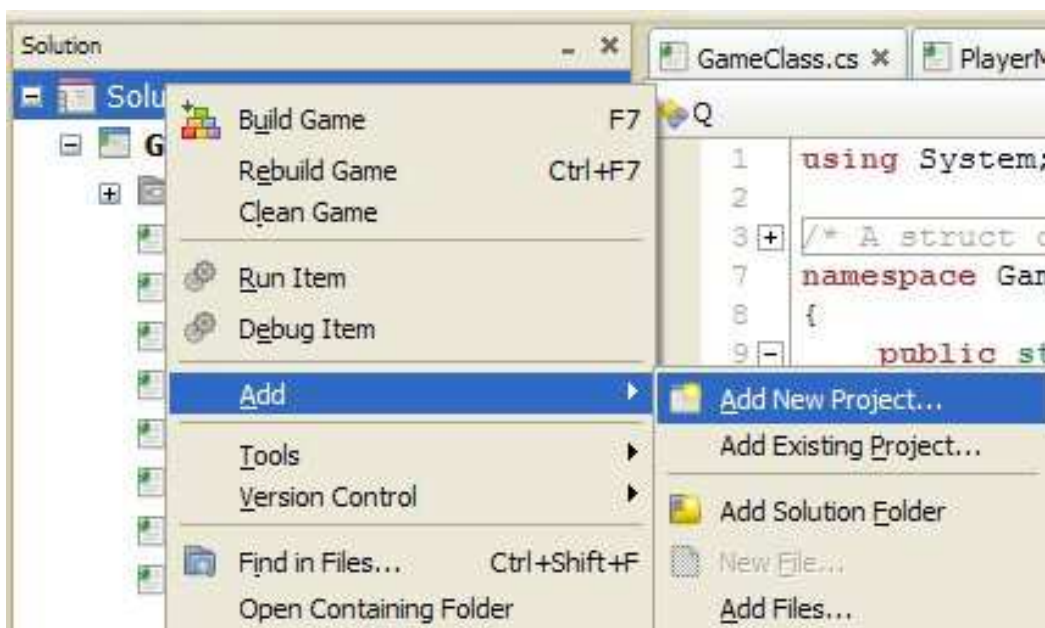 Solution
GameClass.cs
Solu
G
Build Game F7
Rebuild Game Ctrl+F7
Clean Game
Run Item
Debug Item
Add
Tools
Version Control
Find in Files... Ctrl+Shift+F
Open Containing Folder
Add New Project...
Add Existing Project...
Add Solution Folder
New File...
Add Files...
Q
1 using System;
2
3 /* A struct
7 namespace Gam
8 {
9 public st